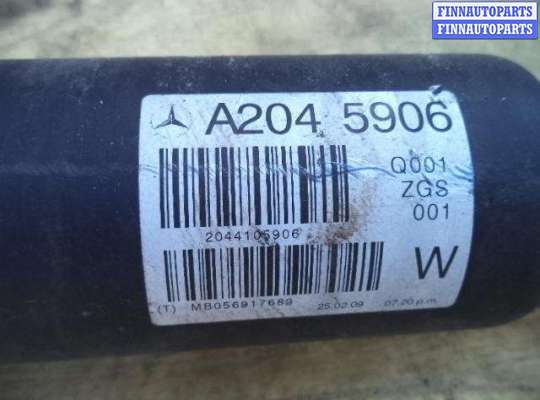 FINNAUTOPARTS
FINNAUTOPARTS
A204 5906
Q001
ZGS
001
2044105906
W
(T) MB056917689 25.02.09 07.20 p.m.